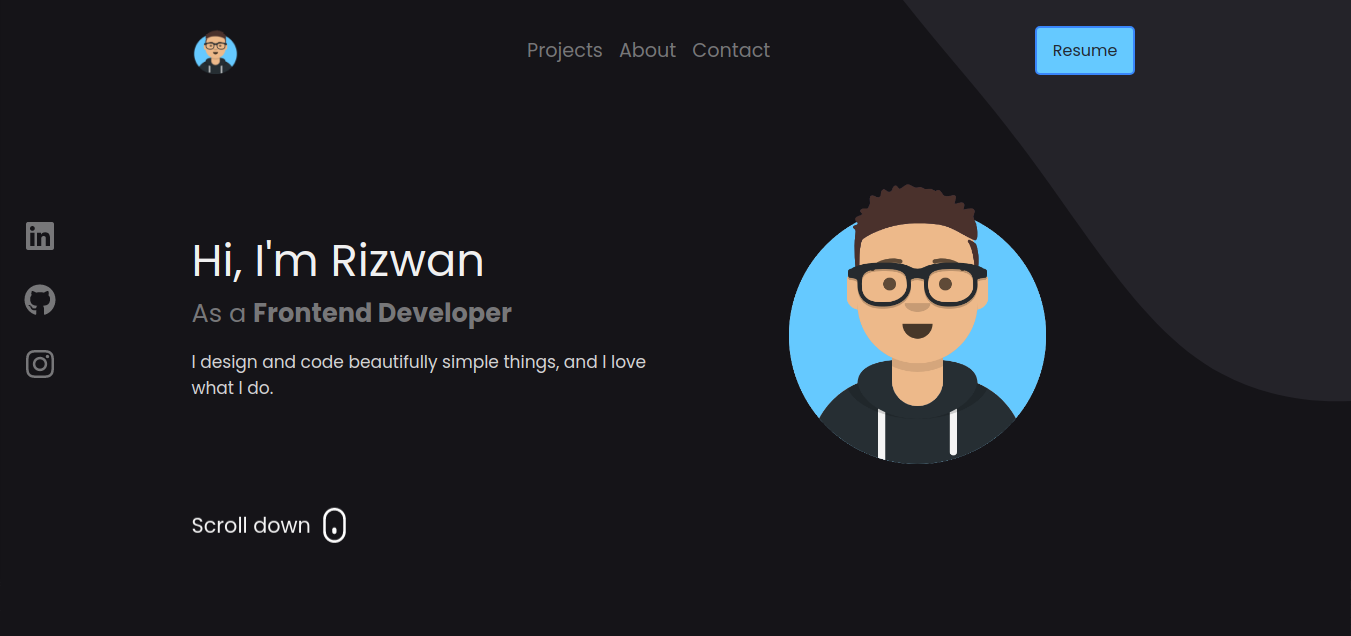 Projects About Contact
Resume
Hi, I'm Rizwan
As a Frontend Developer
I design and code beautifully simple things, and I love
what I do.
Scroll down